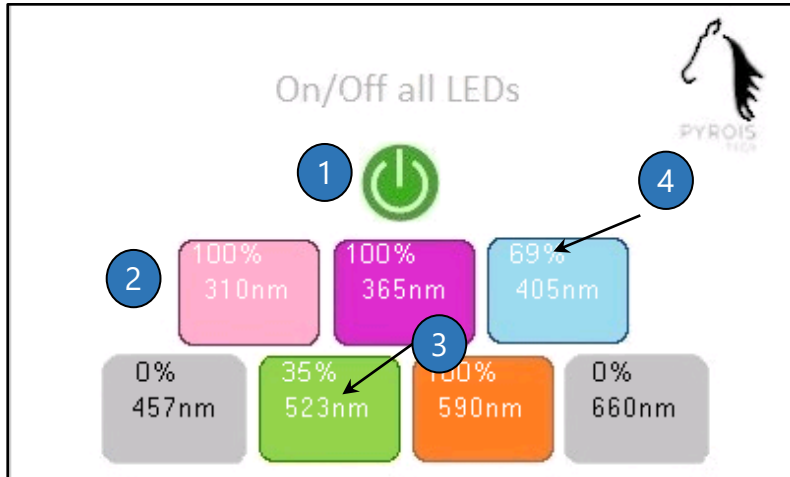 On/Off all LEDs
PYROIS
TECH
1
4
2
100%
310nm
100%
365nm
69%
405nm
3
0%
457nm
35%
523nm
100%
590nm
0%
660nm